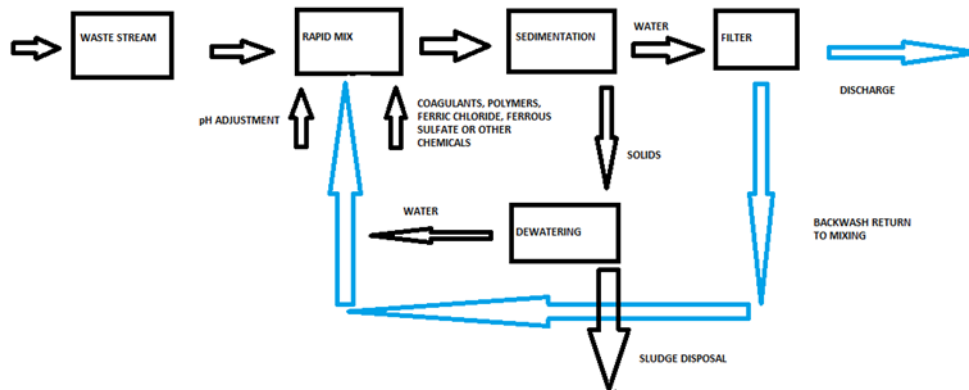 WASTE STREAM
RAPID MIX
SEDIMENTATION
WATER
FILTER
DISCHARGE
pH ADJUSTMENT
COAGULANTS, POLYMERS,
FERRIC CHLORIDE, FERROUS
SULFATE OR OTHER
CHEMICALS
SOLIDS
WATER
DEWATERING
BACKWASH RETURN
TO MIXING
SLUDGE DISPOSAL